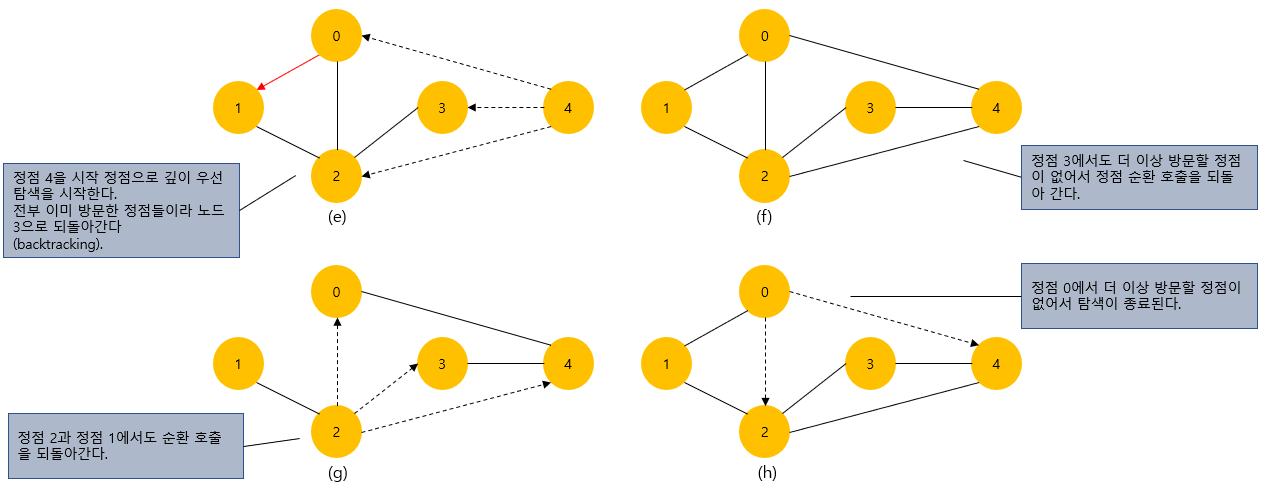 0
1
3
4
2
(e)
정점 4을 시작 정점으로 깊이 우선
탐색을 시작한다.
전부 이미 방문한 정점들이라 노드
3으로 되돌아간다
(backtracking).
0
1
3
4
2
(f)
정점 3에서도 더 이상 방문할 정점
이 없어서 정점 순환 호출을 되돌
아 간다.
0
1
3
4
2
(g)
정점 2과 정점 1에서도 순환 호출
을 되돌아간다.
0
1
3
4
2
(h)
정점 0에서 더 이상 방문할 정점이
없어서 탐색이 종료된다.